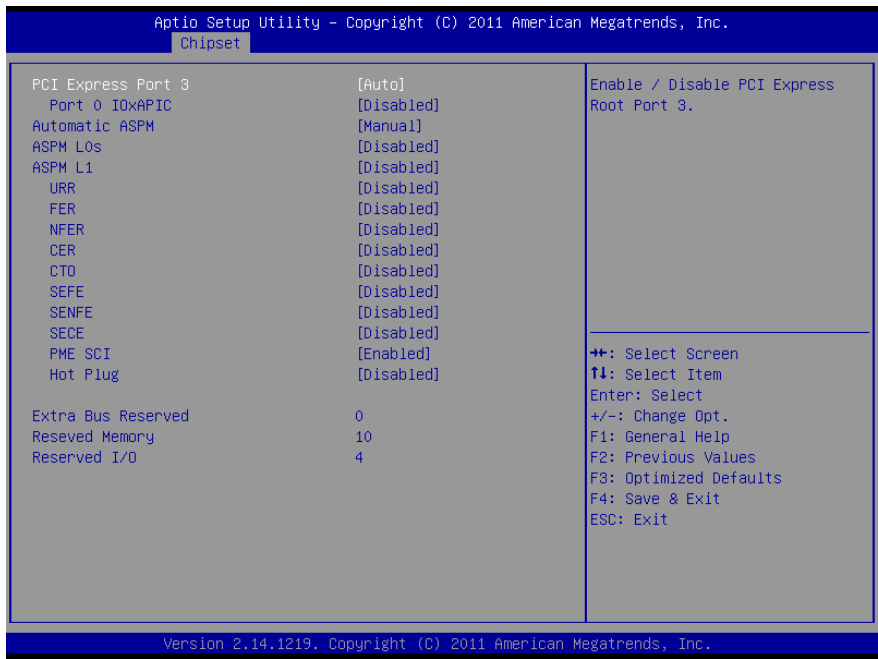 Aptio Setup Utility – Copyright (C) 2011 American Megatrends, Inc.
Chipset
PCI Express Port 3 [Auto]
Port 0 IOxAPIC [Disabled]
Automatic ASPM [Manual]
ASPM L0s [Disabled]
ASPM L1 [Disabled]
URR [Disabled]
FER [Disabled]
NFER [Disabled]
CER [Disabled]
CTO [Disabled]
SEFE [Disabled]
SENFE [Disabled]
SECE [Disabled]
PME SCI [Enabled]
Hot Plug [Disabled]
Extra Bus Reserved 0
Reseved Memory 10
Reserved I/O 4
Enable / Disable PCI Express
Root Port 3.
→←: Select Screen
↑↓: Select Item
Enter: Select
+/-: Change Opt.
F1: General Help
F2: Previous Values
F3: Optimized Defaults
F4: Save & Exit
ESC: Exit
Version 2.14.1219. Copyright (C) 2011 American Megatrends, Inc.